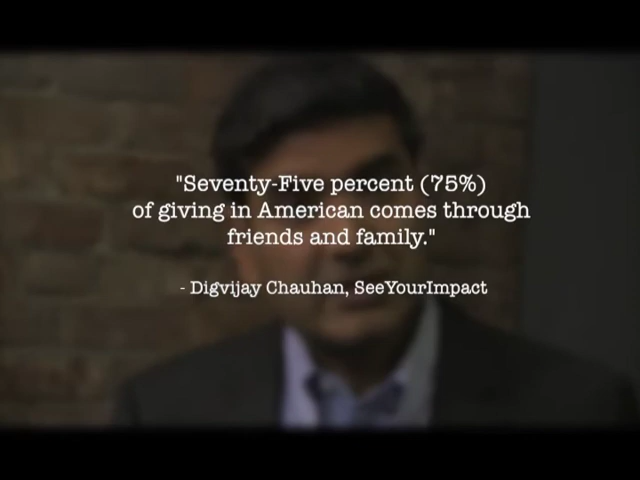 "Seventy-Five percent (75%)
of giving in American comes through
friends and family."
- Digvijay Chauhan, SeeYourImpact